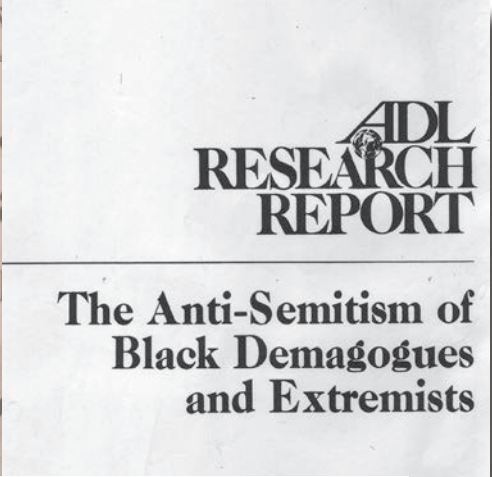 ADL
RESEARCH
REPORT
The Anti-Semitism of
Black Demagogues
and Extremists